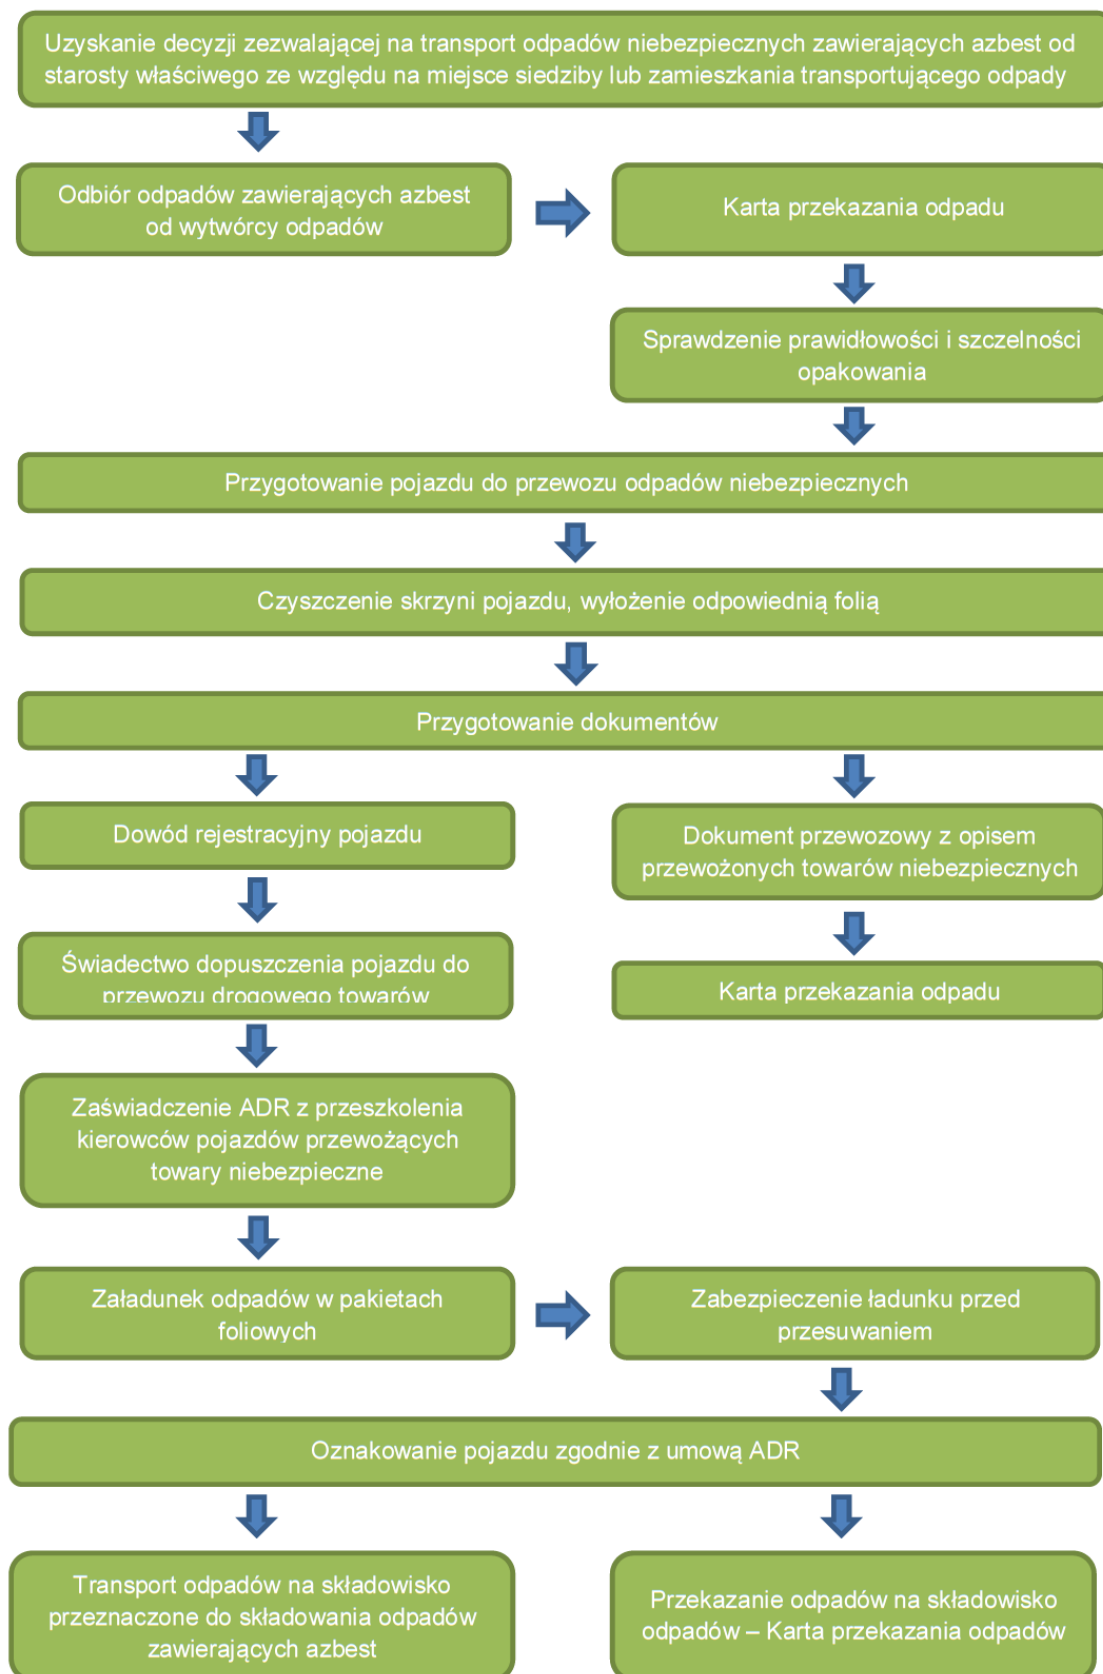 Uzyskanie decyzji zezwalającej na transport odpadów niebezpiecznych zawierających azbest od
starosty właściwego ze względu na miejsce siedziby lub zamieszkania transportującego odpady
Odbiór odpadów zawierających azbest
od wytwórcy odpadów
Karta przekazania odpadu
Sprawdzenie prawidłowości i szczelności
opakowania
Przygotowanie pojazdu do przewozu odpadów niebezpiecznych
Czyszczenie skrzyni pojazdu, wyłożenie odpowiednią folią
Przygotowanie dokumentów
Dowód rejestracyjny pojazdu
Dokument przewozowy z opisem
przewożonych towarów niebezpiecznych
Świadectwo dopuszczenia pojazdu do
przewozu drogowego towarów
Karta przekazania odpadu
Zaświadczenie ADR z przeszkolenia
kierowców pojazdów przewożących
towary niebezpieczne
Załadunek odpadów w pakietach
foliowych
Zabezpieczenie ładunku przed
przesuwaniem
Oznakowanie pojazdu zgodnie z umową ADR
Transport odpadów na składowisko
przeznaczone do składowania odpadów
zawierających azbest
Przekazanie odpadów na składowisko
odpadów – Karta przekazania odpadów